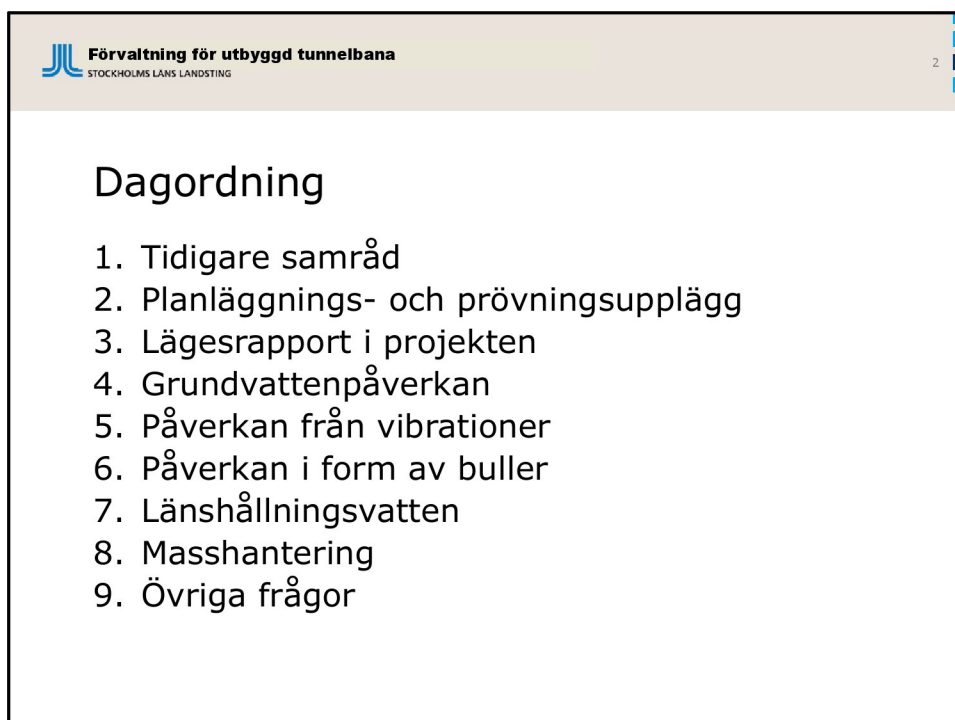 Förvaltning för utbyggd tunnelbana
STOCKHOLMS LÄNS LANDSTING
2
Dagordning
1. Tidigare samråd
2. Planläggnings- och prövningsupplägg
3. Lägesrapport i projekten
4. Grundvattenpåverkan
5. Påverkan från vibrationer
6. Påverkan i form av buller
7. Länshållningsvatten
8. Masshantering
9. Övriga frågor